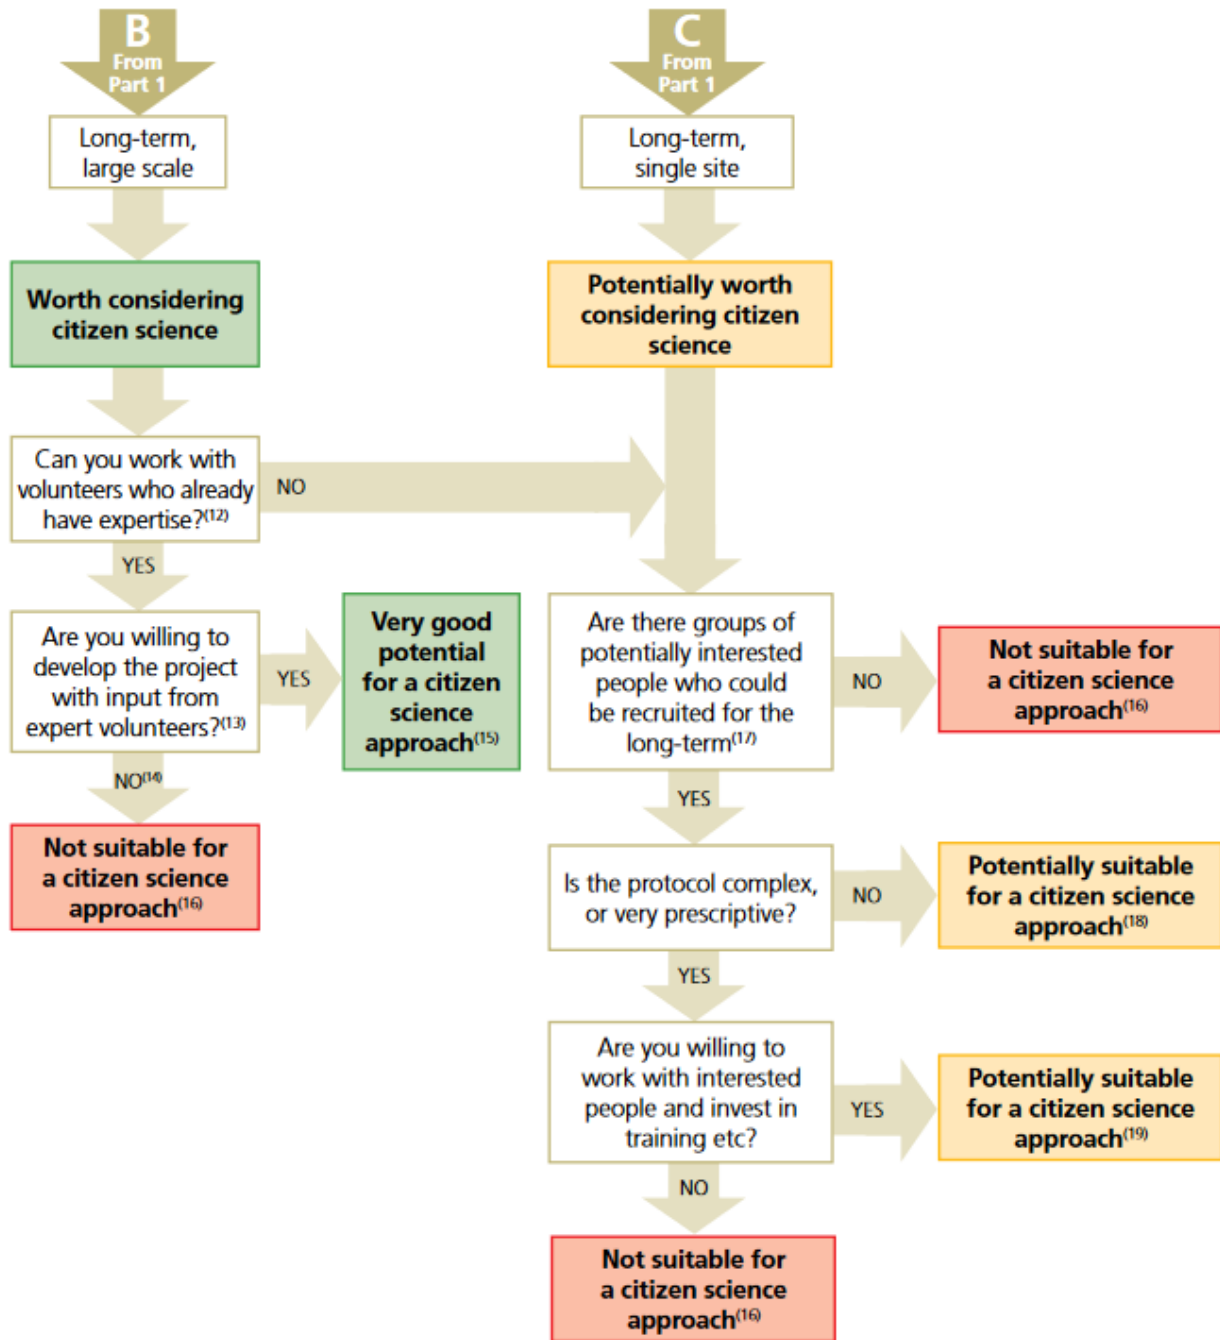 B
From
Part 1
Long-term,
large scale
Worth considering
citizen science
Can you work with
volunteers who already
have expertise?(12)
NO
YES
Are you willing to
develop the project
with input from
expert volunteers?(13)
YES
Very good
potential
for a citizen
science
approach(15)
NO(14)
Not suitable for
a citizen science
approach(16)
C
From
Part 1
Long-term,
single site
Potentially worth
considering citizen
science
Are there groups of
potentially interested
people who could
be recruited for the
long-term(17)
NO
Not suitable for
a citizen science
approach(16)
YES
Is the protocol complex,
or very prescriptive?
NO
Potentially suitable
for a citizen science
approach(18)
YES
Are you willing to
work with interested
people and invest in
training etc?
YES
Potentially suitable
for a citizen science
approach(19)
NO
Not suitable for
a citizen science
approach(16)